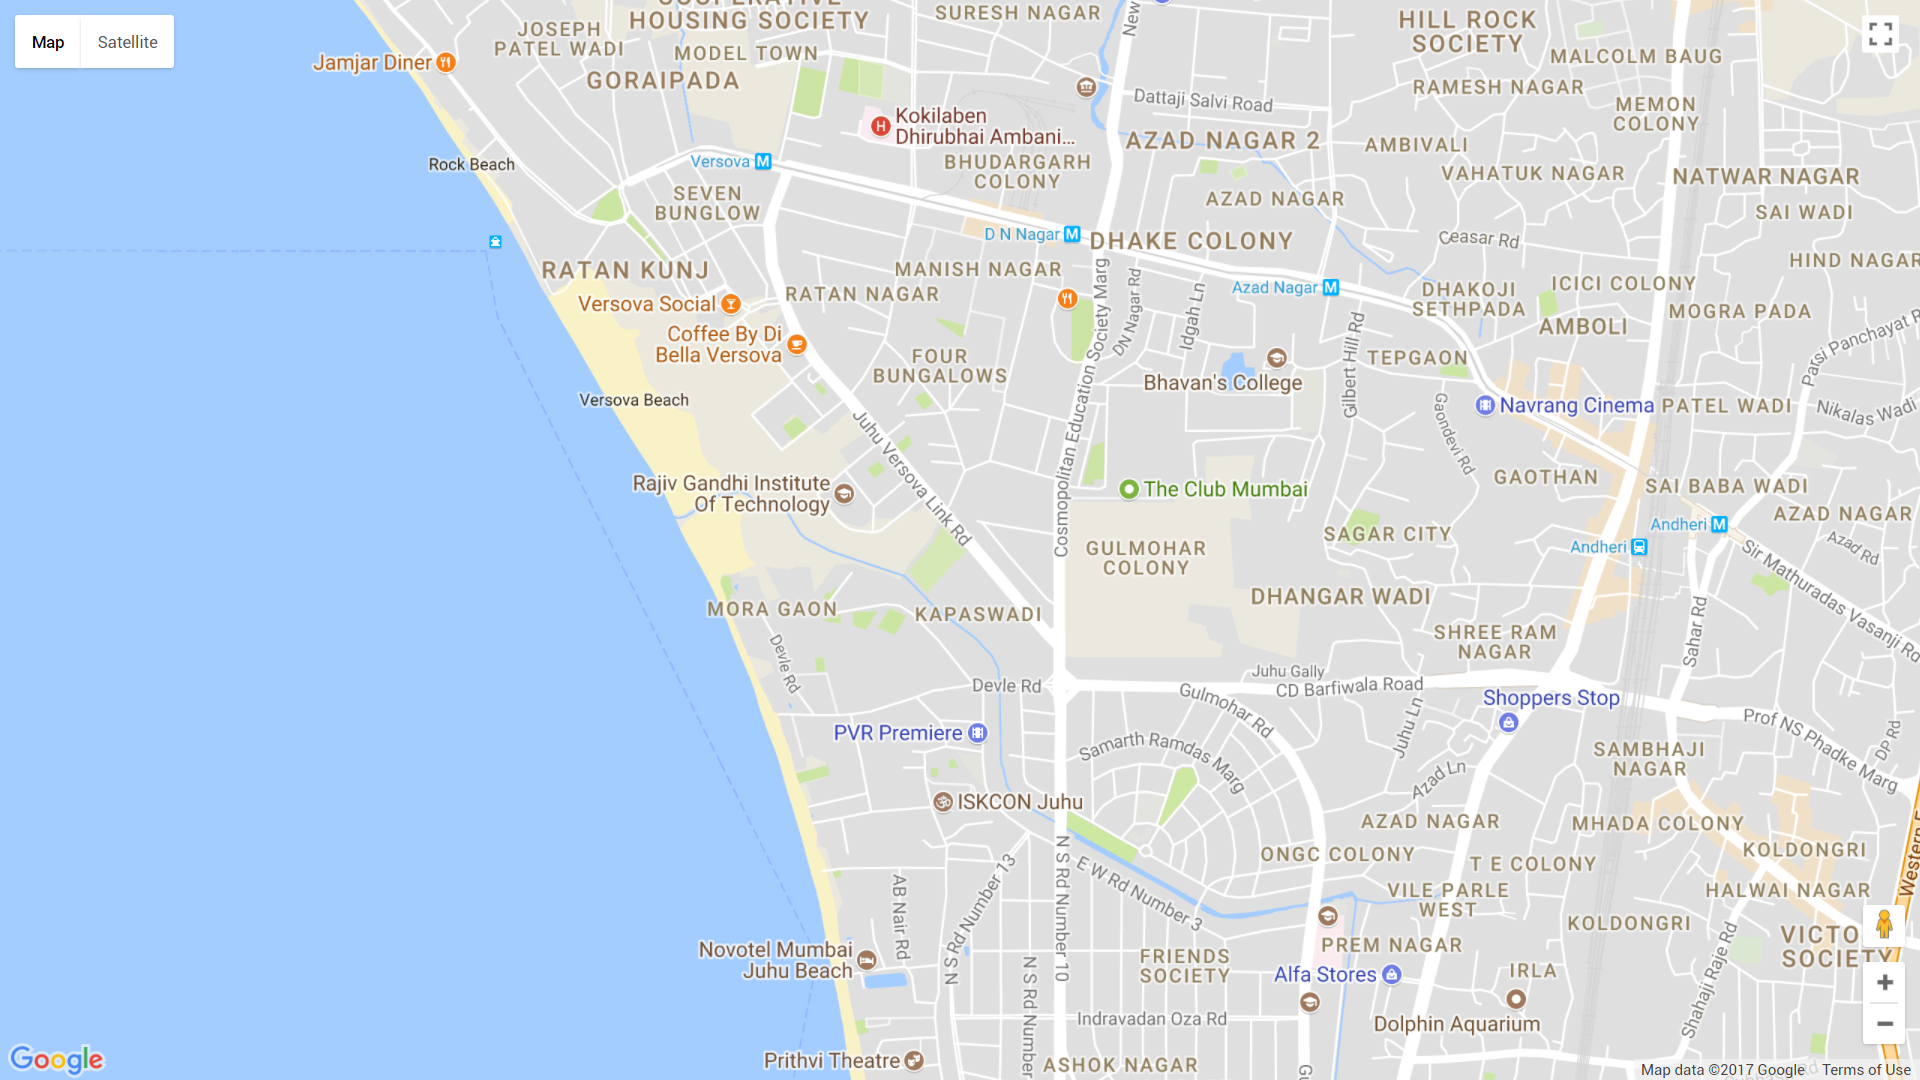 Map
Satellite
COOPERATIVE
HOUSING SOCIETY
SURESH NAGAR
New
HILL ROCK
SOCIETY
JOSEPH
PATEL WADI
MODEL TOWN
MALCOLM BAUG
Jamjar Diner
GORAIPADA
RAMESH NAGAR
Dattaji Salvi Road
MEMON
COLONY
Kokilaben
Dhirubhai Ambani...
AZAD NAGAR 2
AMBIVALI
Rock Beach
Versova
BHUDARGARH
COLONY
VAHATUK NAGAR
NATWAR NAGAR
SEVEN
BUNGLOW
AZAD NAGAR
SAI WADI
D N Nagar
DHAKE COLONY
Ceasar Rd
HIND NAGAR
RATAN KUNJ
MANISH NAGAR
Azad Nagar
DHAKOJI
SETHPADA
ICICI COLONY
RATAN NAGAR
Versova Social
Cosmopolitan Education Society Marg
DN Nagar Rd
Idgah Ln
Gilbert Hill Rd
AMBOLI
MOGRA PADA
Parsi Panchayat R
Coffee By Di
Bella Versova
FOUR
BUNGALOWS
TEPGAON
Bhavan's College
Versova Beach
Navrang Cinema
PATEL WADI
Nikalas Wadi
Juhu Versova Link Rd
Gaondevi Rd
GAOTHAN
Rajiv Gandhi Institute
Of Technology
The Club Mumbai
SAI BABA WADI
AZAD NAGAR
Andheri
Andheri
SAGAR CITY
Azad Rd
GULMOHAR
COLONY
Sir Mathuradas Vasanji Rd
DHANGAR WADI
MORA GAON
KAPASWADI
SHREE RAM
NAGAR
Sahar Rd
Devle Rd
Juhu Gally
Devle Rd
CD Barfiwala Road
Gulmohar Rd
Shoppers Stop
PVR Premiere
Samarth Ramdas Marg
Juhu Ln
Azad Ln
Prof NS Phadke Marg
DP Rd
SAMBHAJI
NAGAR
ISKCON Juhu
AZAD NAGAR
MHADA COLONY
Western E
ONGC COLONY
T E COLONY
KOLDONGRI
N S Rd Number 13
AB Nair Rd
N S Rd Number 10
E W Rd Number 3
VILE PARLE
WEST
HALWAI NAGAR
KOLDONGRI
Novotel Mumbai
Juhu Beach
FRIENDS
SOCIETY
PREM NAGAR
VICTO
SOCIETY
Alfa Stores
IRLA
Shahaji Raje Rd
N S Rd Number
Indravadan Oza Rd
Dolphin Aquarium
Prithvi Theatre
ASHOK NAGAR
Google
Map data ©2017 Google
Terms of Use